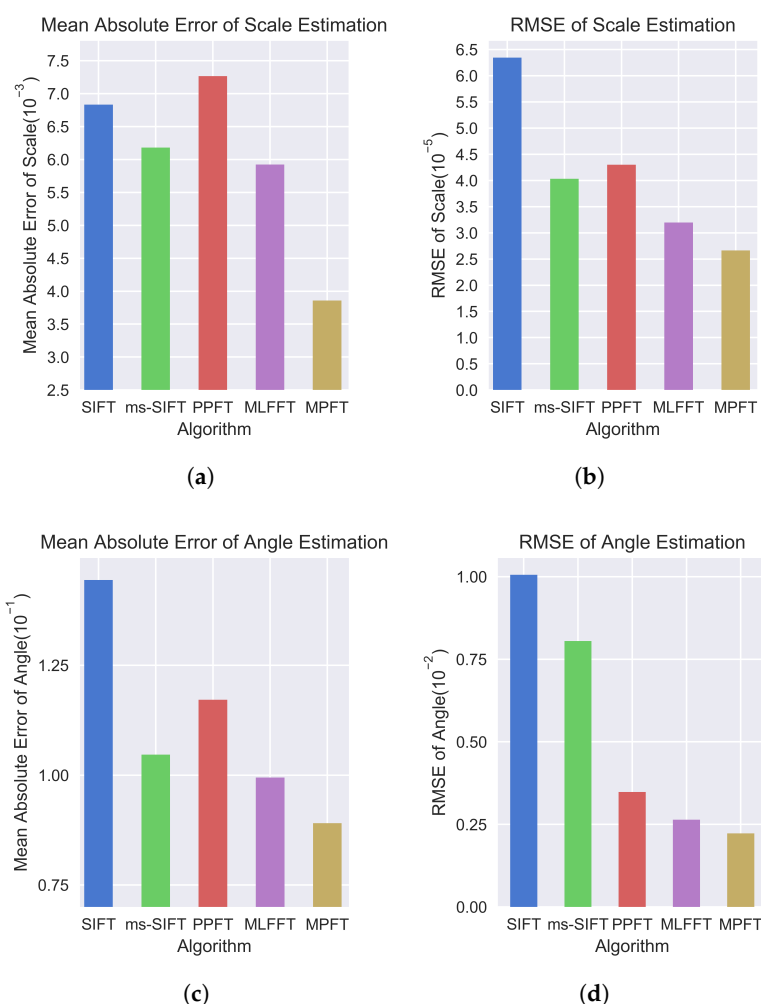 Mean Absolute Error of Scale Estimation
Mean Absolute Error of Scale(10⁻³)
7.5
7.0
6.5
6.0
5.5
5.0
4.5
4.0
3.5
3.0
2.5
SIFT ms-SIFT PPFT MLFFT MPFT
Algorithm
(a)
RMSE of Scale Estimation
RMSE of Scale(10⁻⁵)
6.5
6.0
5.5
5.0
4.5
4.0
3.5
3.0
2.5
2.0
1.5
1.0
0.5
0.0
SIFT ms-SIFT PPFT MLFFT MPFT
Algorithm
(b)
Mean Absolute Error of Angle Estimation
Mean Absolute Error of Angle(10⁻¹)
1.25
1.00
0.75
SIFT ms-SIFT PPFT MLFFT MPFT
Algorithm
(c)
RMSE of Angle Estimation
RMSE of Angle(10⁻²)
1.00
0.75
0.50
0.25
0.00
SIFT ms-SIFT PPFT MLFFT MPFT
Algorithm
(d)